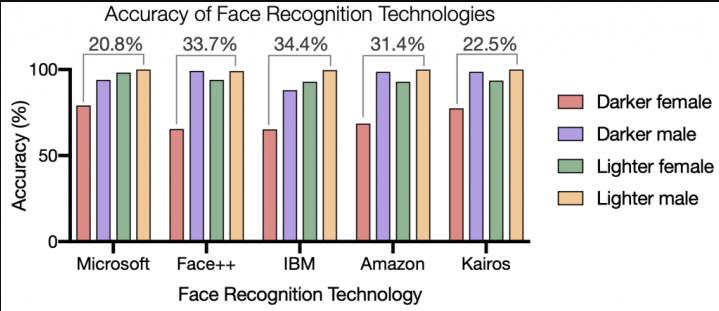 Accuracy of Face Recognition Technologies
20.8% 33.7% 34.4% 31.4% 22.5%
100
50
0
Accuracy (%)
Microsoft Face++ IBM Amazon Kairos
Face Recognition Technology
Darker female
Darker male
Lighter female
Lighter male